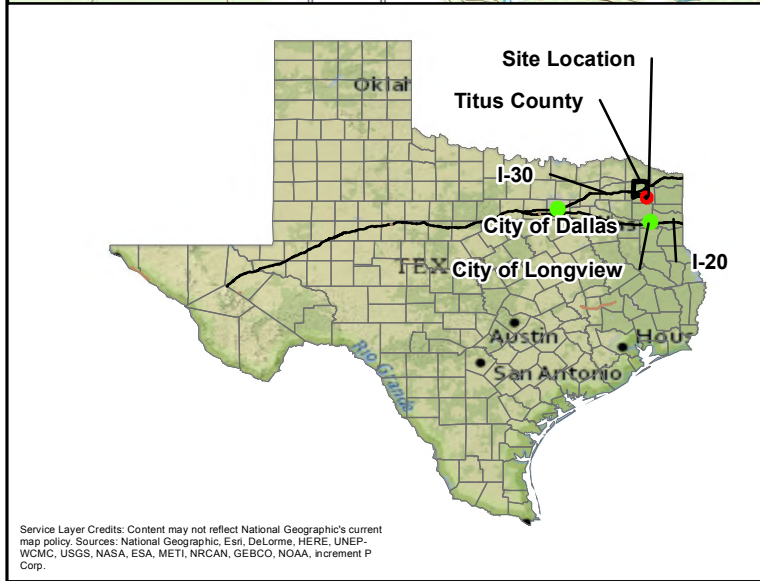 Site Location
Oklah
Titus County
I-30
City of Dallas
TEX
City of Longview
I-20
Austin
Hous
San Antonio
Rio Grande
Service Layer Credits: Content may not reflect National Geographic's current
map policy. Sources: National Geographic, Esri, DeLorme, HERE, UNEP-
WCMC, USGS, NASA, ESA, METI, NRCAN, GEBCO, NOAA, increment P
Corp.